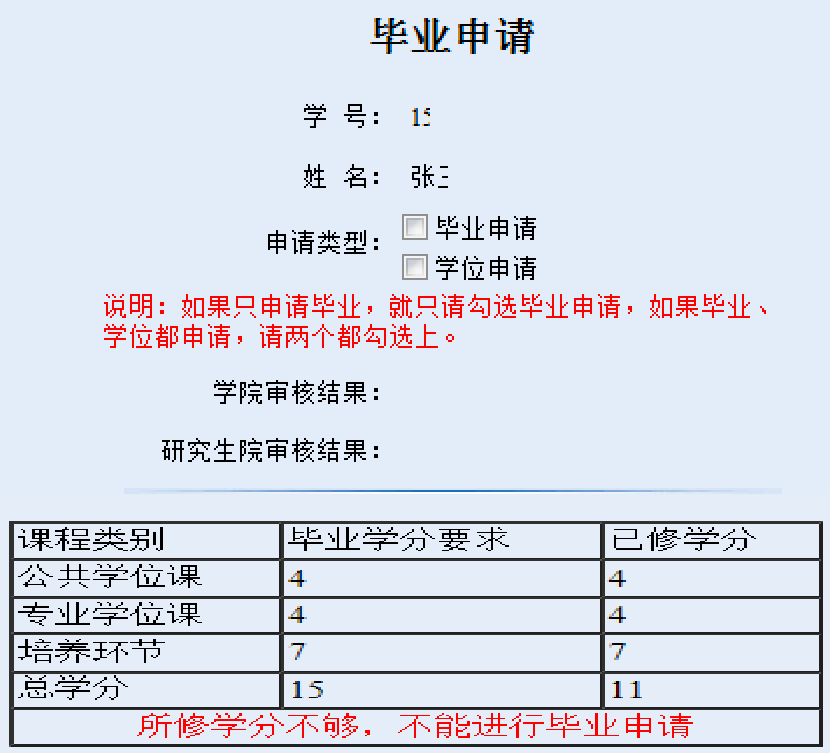 毕业申请
学 号： 15
姓 名： 张
申请类型：
毕业申请
学位申请
说明：如果只申请毕业，就只请勾选毕业申请，如果毕业、
学位都申请，请两个都勾选上。
学院审核结果：
研究生院审核结果：
课程类别 毕业学分要求 已修学分
公共学位课 4 4
专业学位课 4 4
培养环节 7 7
总学分 15 11
所修学分不够，不能进行毕业申请